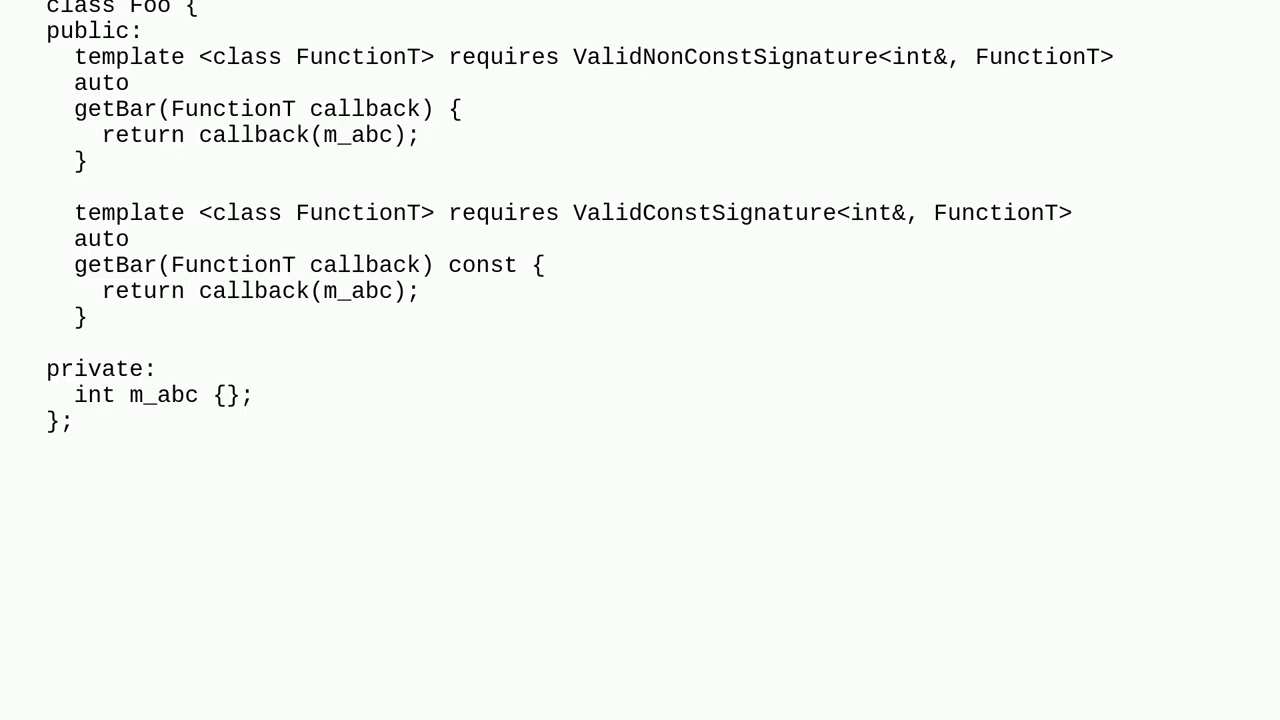 class Foo {
public:
  template <class FunctionT> requires ValidNonConstSignature<int&, FunctionT>
  auto
  getBar(FunctionT callback) {
    return callback(m_abc);
  }

  template <class FunctionT> requires ValidConstSignature<int&, FunctionT>
  auto
  getBar(FunctionT callback) const {
    return callback(m_abc);
  }

private:
  int m_abc {};
};